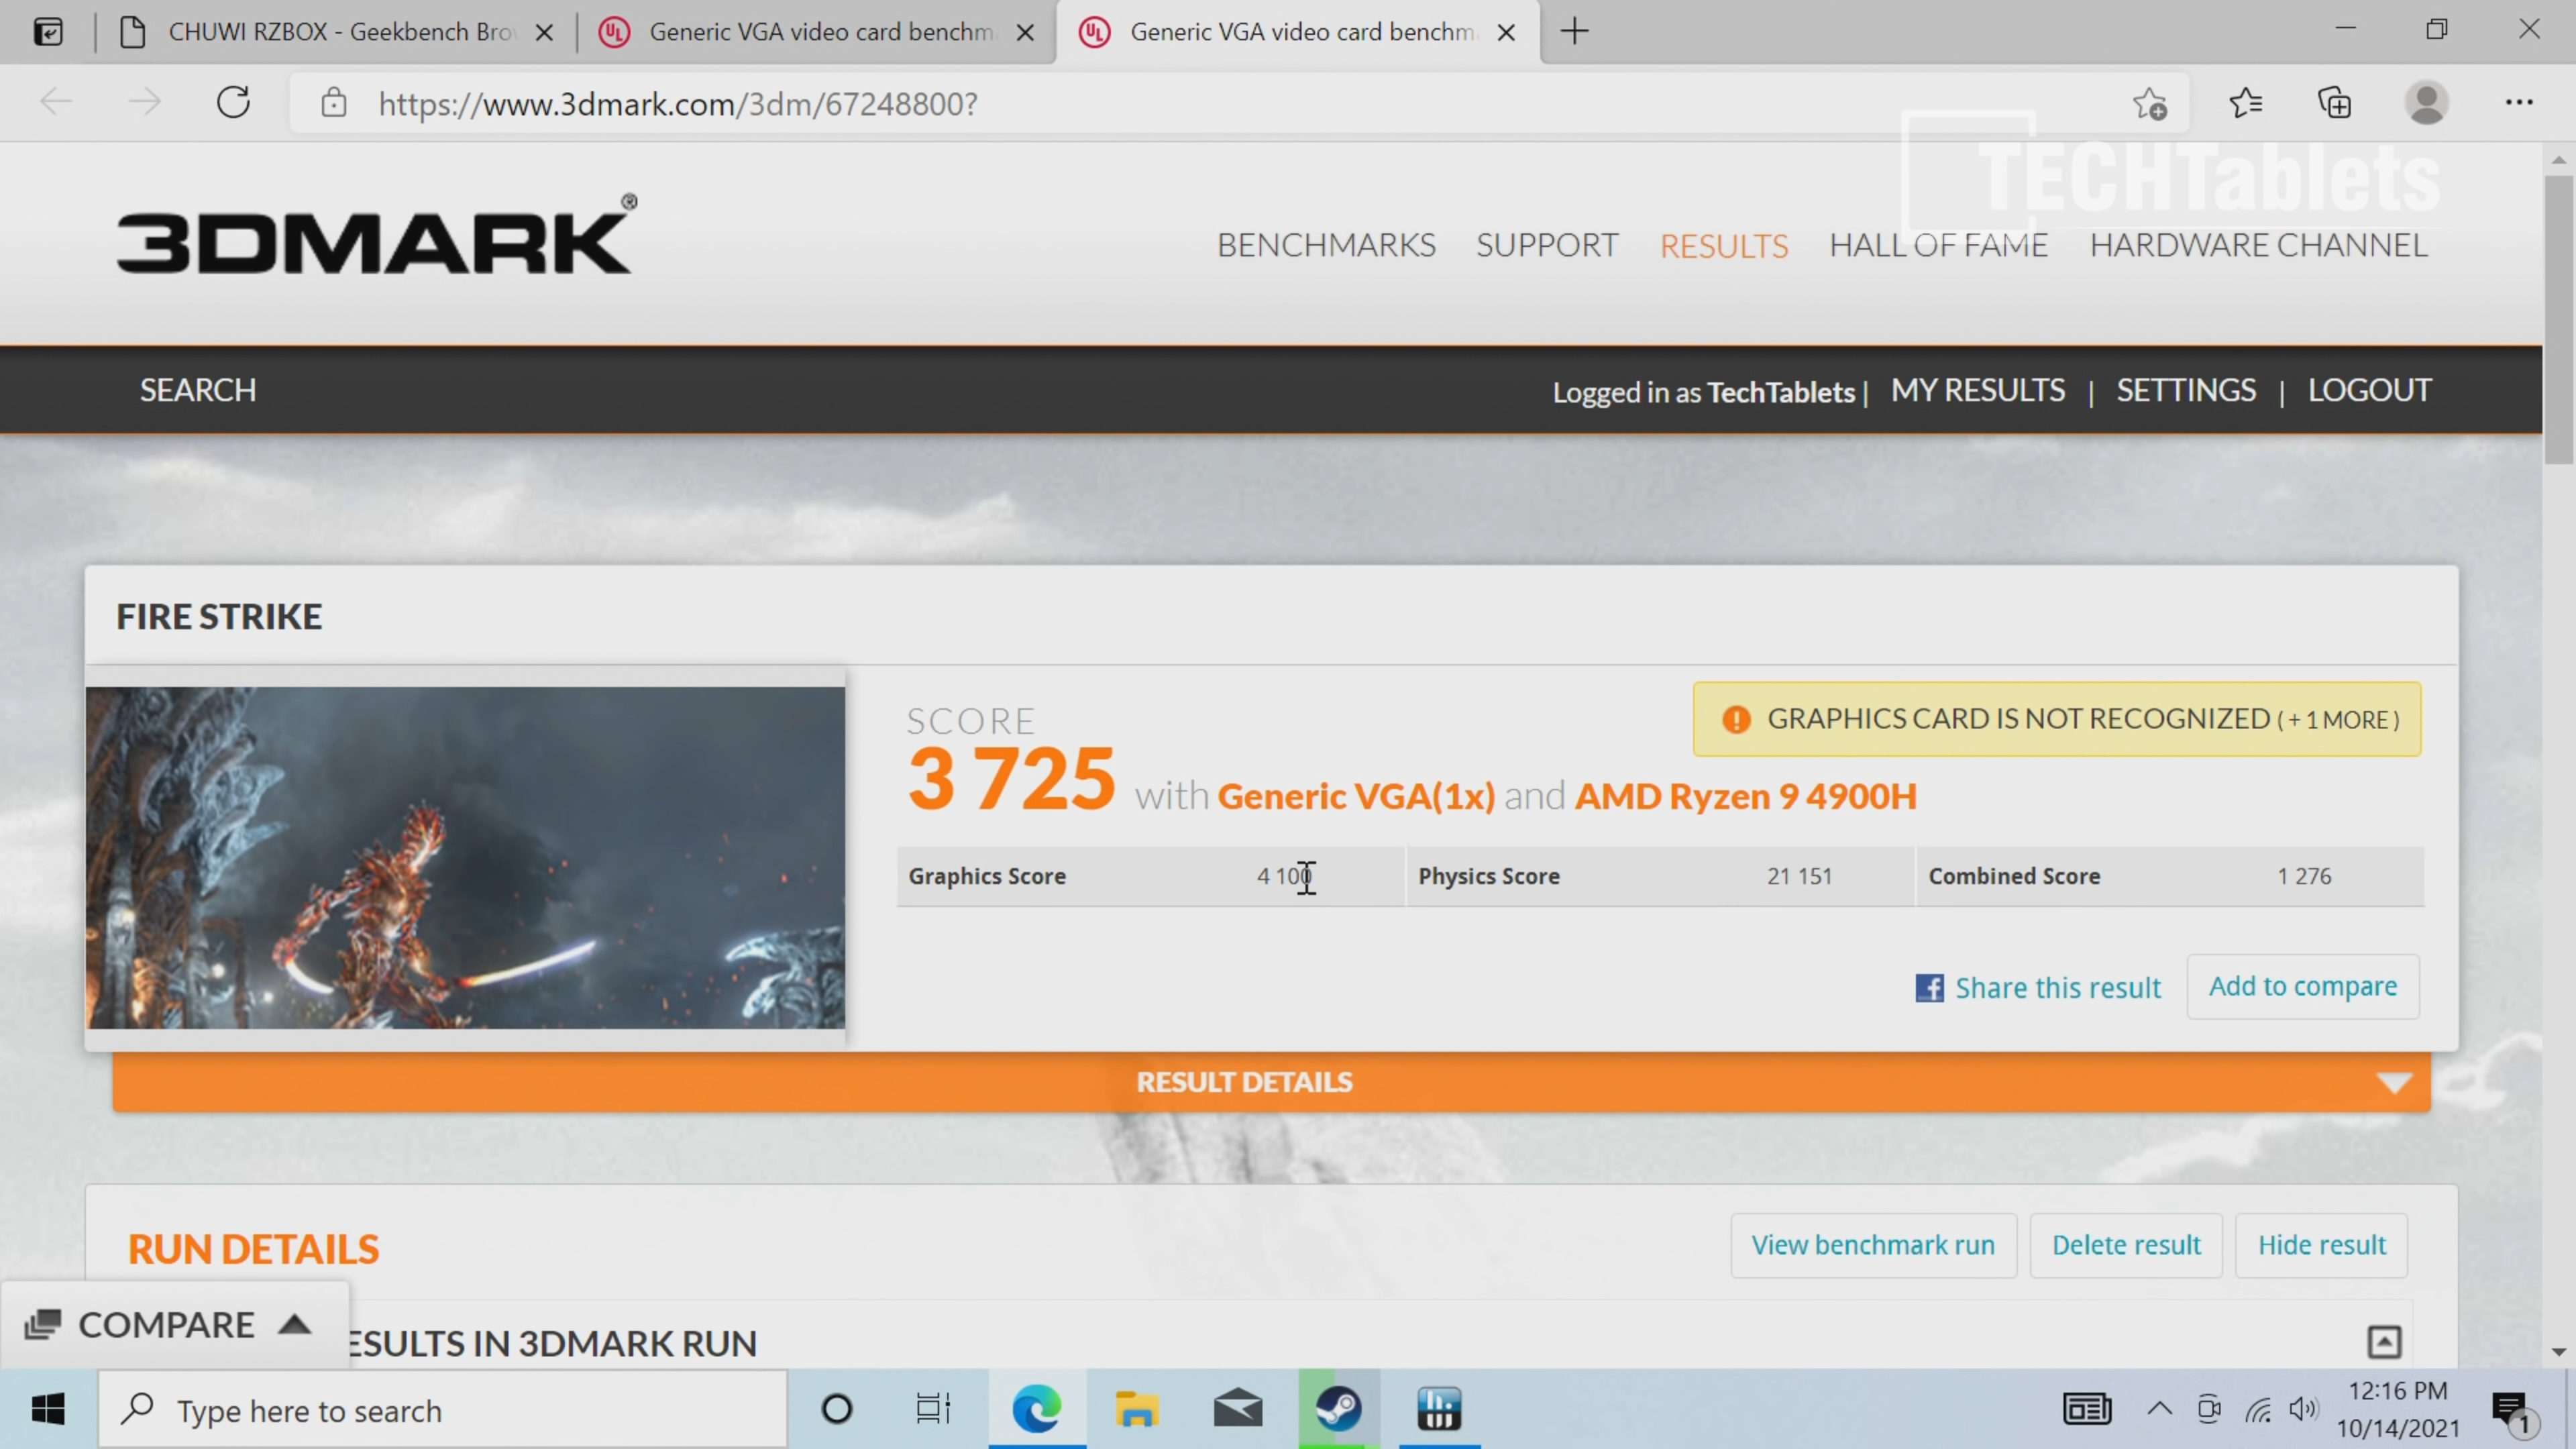 CHUWI RZBOX - Geekbench Bro
Generic VGA video card benchm
Generic VGA video card benchm
https://www.3dmark.com/3dm/67248800?
TECHTablets
3DMARK®
BENCHMARKS SUPPORT RESULTS HALL OF FAME HARDWARE CHANNEL
SEARCH
Logged in as TechTablets | MY RESULTS | SETTINGS | LOGOUT
FIRE STRIKE
SCORE
GRAPHICS CARD IS NOT RECOGNIZED ( + 1 MORE )
3 725 with Generic VGA(1x) and AMD Ryzen 9 4900H
Graphics Score 4 100 Physics Score 21 151 Combined Score 1 276
Share this result Add to compare
RESULT DETAILS
RUN DETAILS
View benchmark run Delete result Hide result
COMPARE
ESULTS IN 3DMARK RUN
Type here to search
12:16 PM
10/14/2021
1